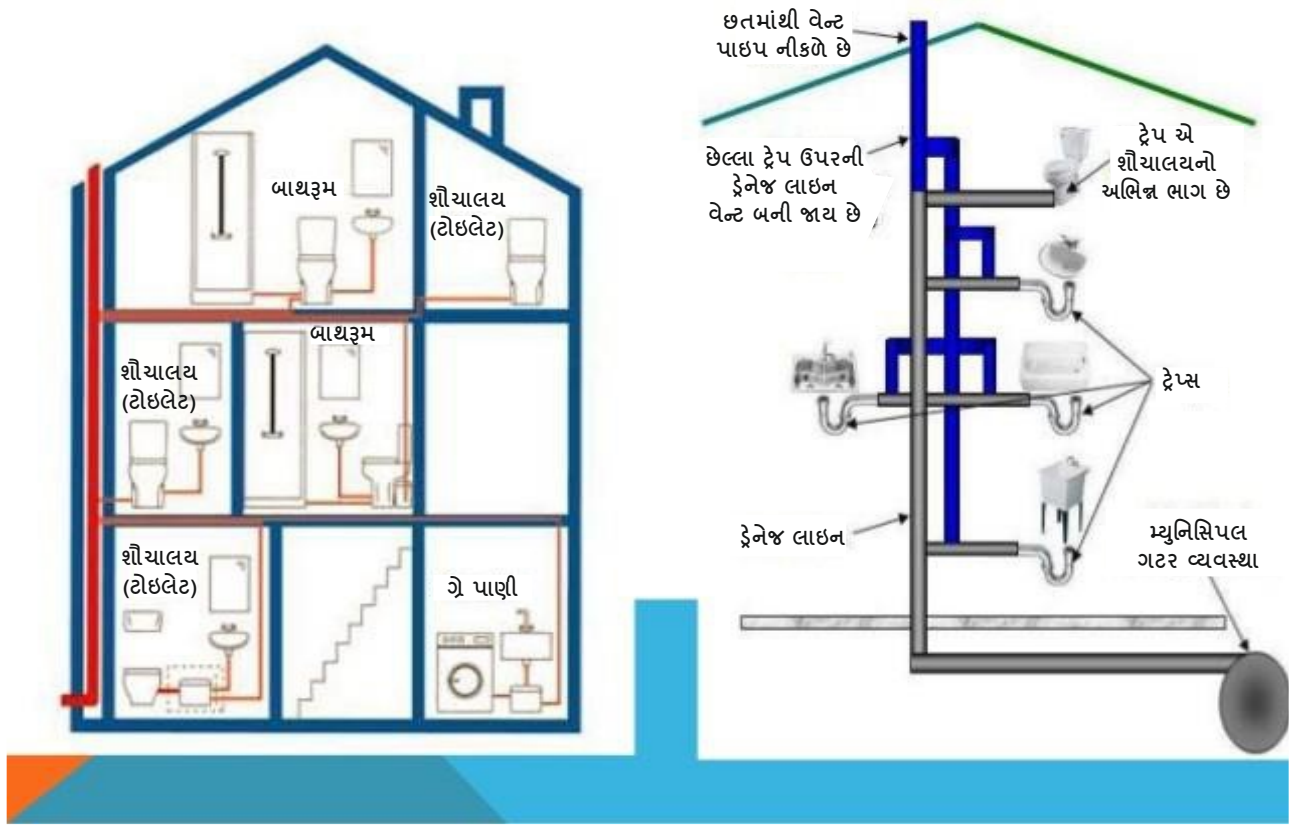 બાથરૂમ
શૌચાલય
(ટોઇલેટ)
બાથરૂમ
શૌચાલય
(ટોઇલેટ)
શૌચાલય
(ટોઇલેટ)
ગ્રે પાણી
છતમાંથી વેન્ટ
પાઇપ નીકળે છે
છેલ્લા ટ્રેપ ઉપરની
ડ્રેનેજ લાઇન
વેન્ટ બની જાય છે
ટ્રેપ એ
શૌચાલયનો
અભિન્ન ભાગ છે
ટ્રેપ્સ
ડ્રેનેજ લાઇન
મ્યુનિસિપલ
ગટર વ્યવસ્થા